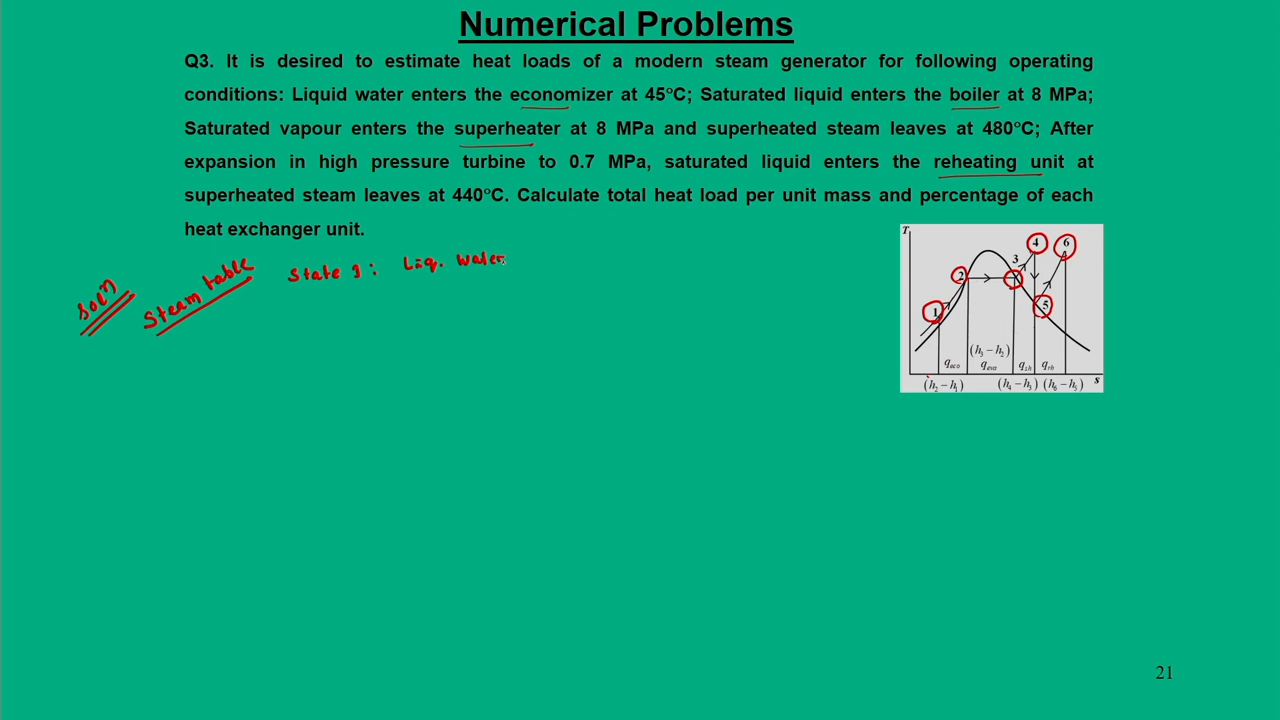 Numerical Problems
Q3. It is desired to estimate heat loads of a modern steam generator for following operating
conditions: Liquid water enters the economizer at 45°C; Saturated liquid enters the boiler at 8 MPa;
Saturated vapour enters the superheater at 8 MPa and superheated steam leaves at 480°C; After
expansion in high pressure turbine to 0.7 MPa, saturated liquid enters the reheating unit at
superheated steam leaves at 440°C. Calculate total heat load per unit mass and percentage of each
heat exchanger unit.
Solⁿ
Steam table
State 1: Liq. Water
T
4 6
3
2
1 5
(h₃ − h₂)
q_eco q_eva q_sh q_rh
(h₂ − h₁) (h₄ − h₃) (h₆ − h₅) s
21